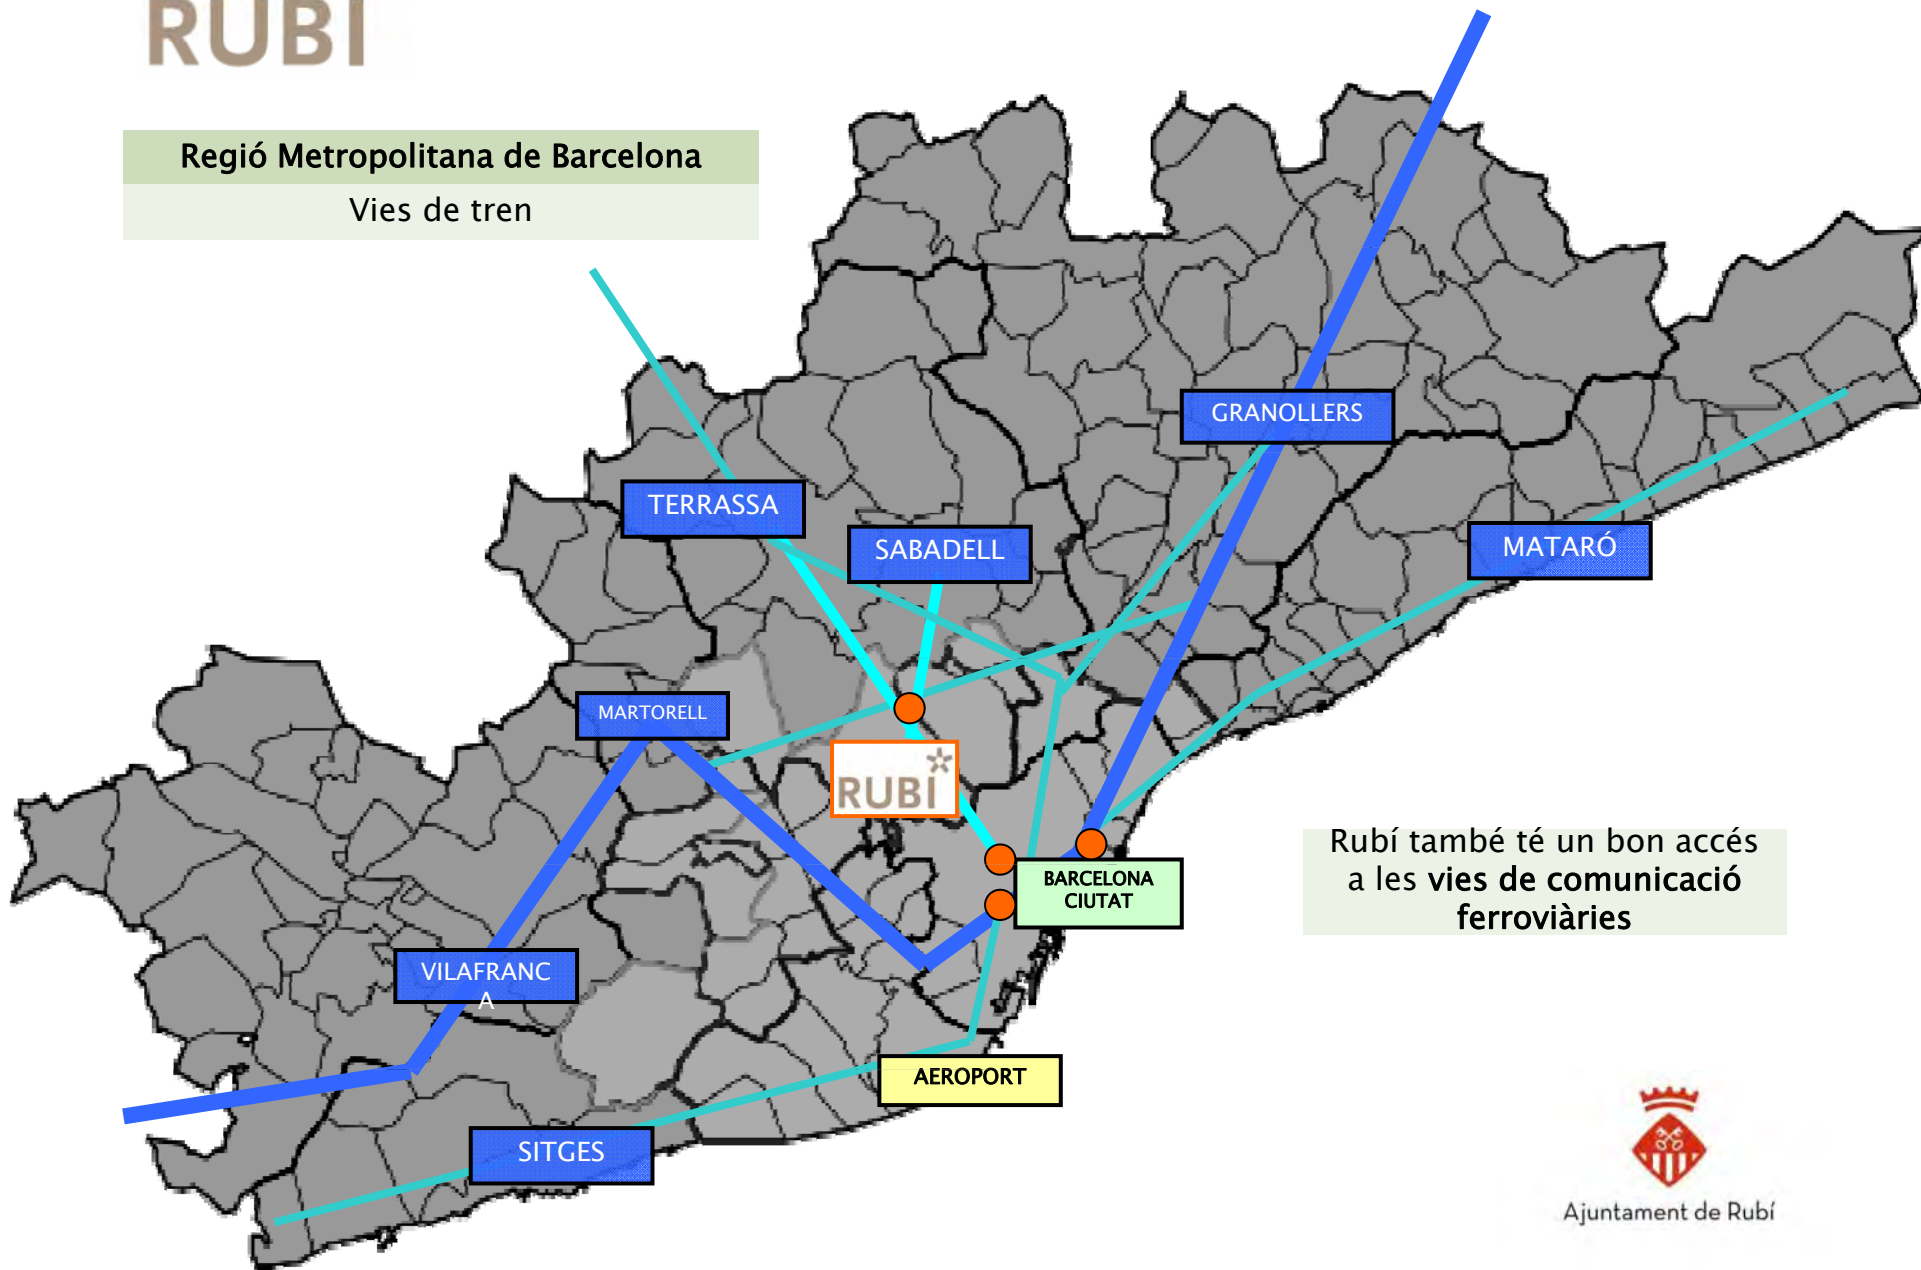 RUBÍ
Regió Metropolitana de Barcelona
Vies de tren
GRANOLLERS
TERRASSA
SABADELL
MATARÓ
MARTORELL
RUBÍ
Rubí també té un bon accés
a les vies de comunicació
ferroviàries
BARCELONA
CIUTAT
VILAFRANC
A
AEROPORT
SITGES
Ajuntament de Rubí